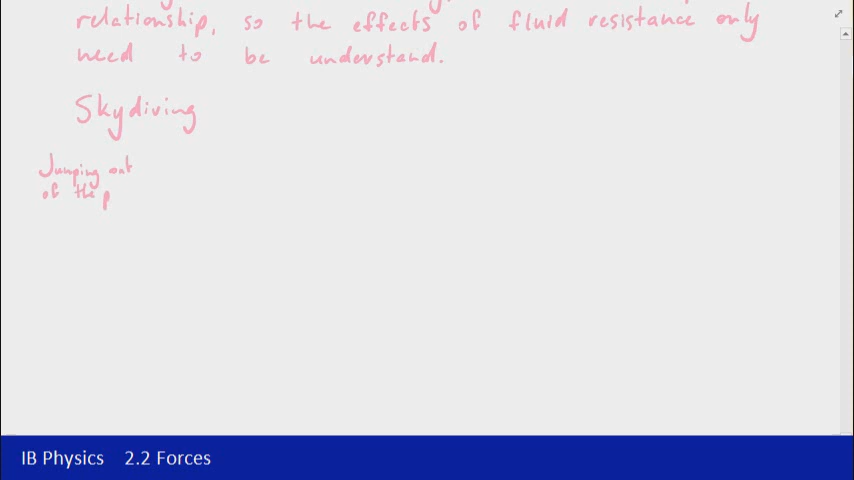 relationship, so the effects of fluid resistance only
need to be understand.
Skydiving
Jumping out
of the p
IB Physics 2.2 Forces